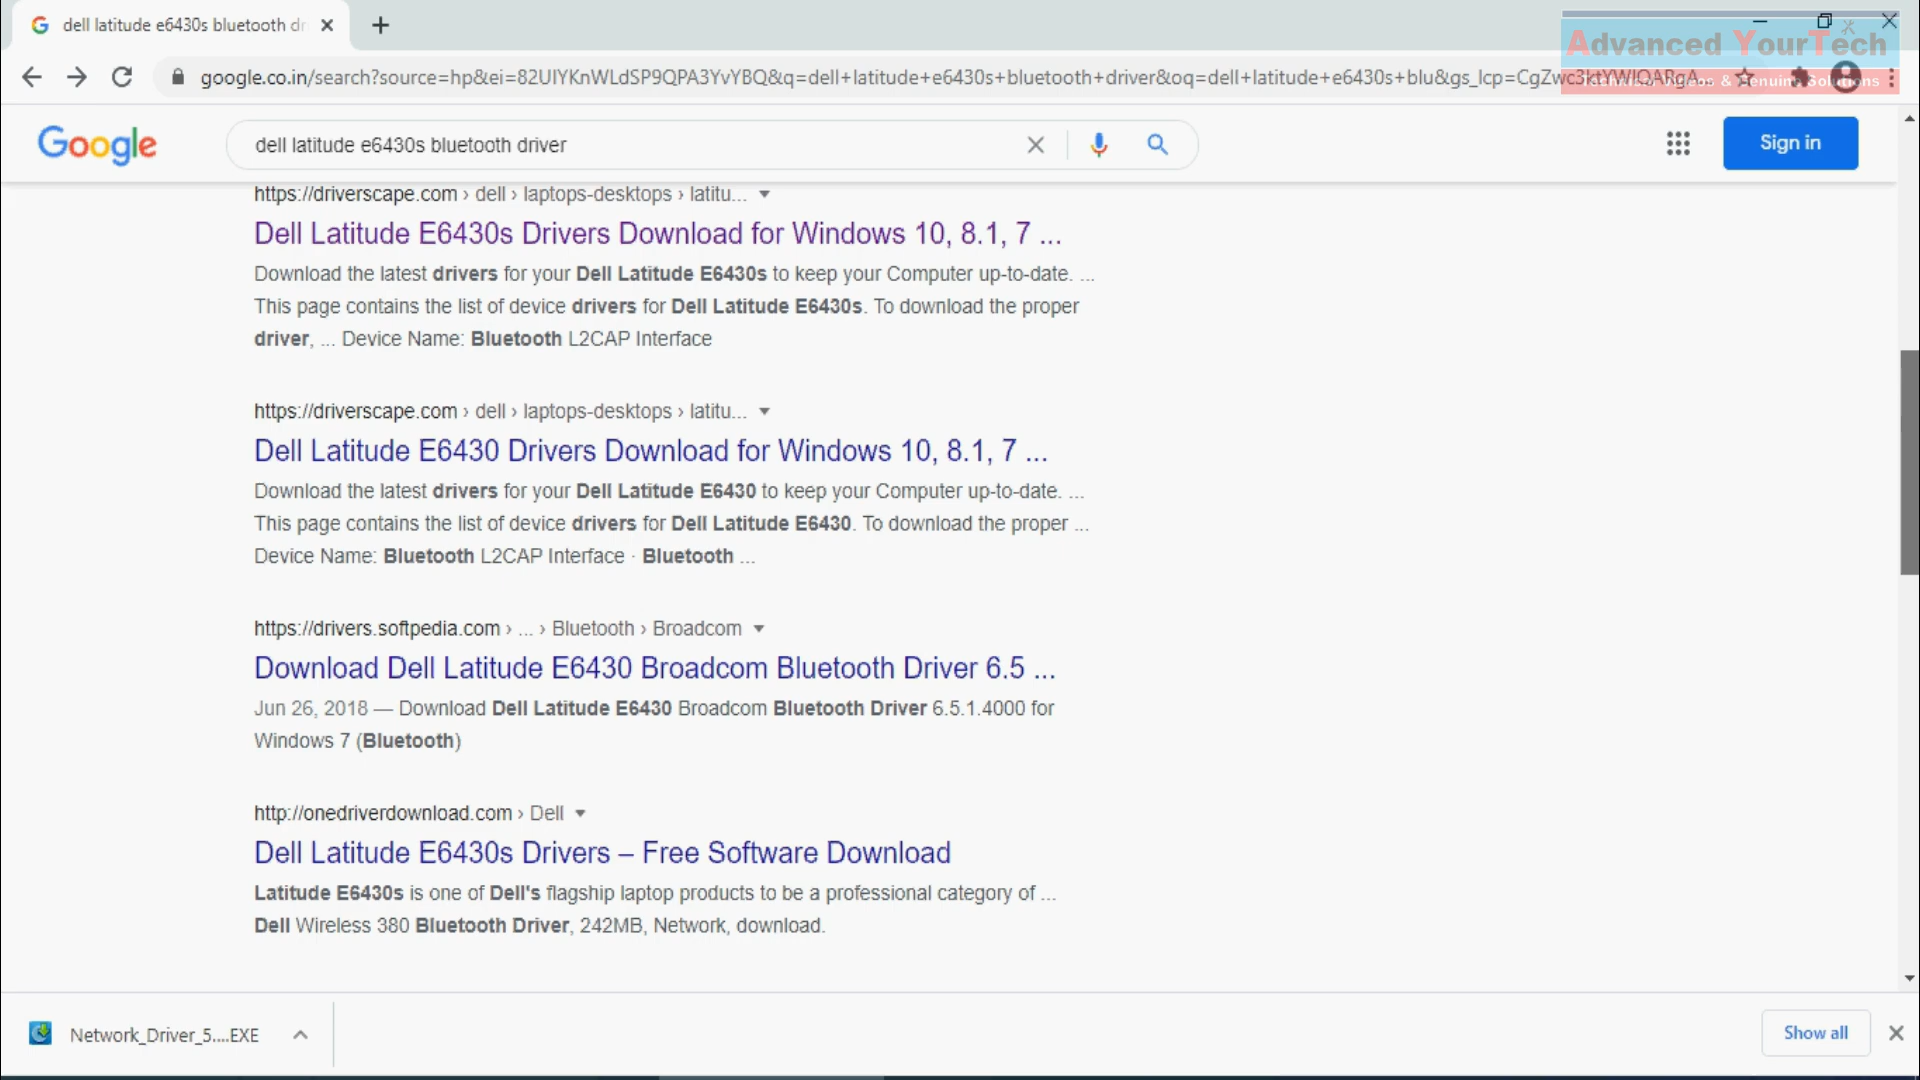 dell latitude e6430s bluetooth dr
google.co.in/search?source=hp&ei=82UIYKnWLdSP9QPA3YvYBQ&q=dell+latitude+e6430s+bluetooth+driver&oq=dell+latitude+e6430s+blu&gs_lcp=CgZwc3ktYWIQARgA...
Advanced YourTech
Google
dell latitude e6430s bluetooth driver
Sign in
https://driverscape.com › dell › laptops-desktops › latitu...
Dell Latitude E6430s Drivers Download for Windows 10, 8.1, 7 ...
Download the latest drivers for your Dell Latitude E6430s to keep your Computer up-to-date. ...
This page contains the list of device drivers for Dell Latitude E6430s. To download the proper
driver, ... Device Name: Bluetooth L2CAP Interface
https://driverscape.com › dell › laptops-desktops › latitu...
Dell Latitude E6430 Drivers Download for Windows 10, 8.1, 7 ...
Download the latest drivers for your Dell Latitude E6430 to keep your Computer up-to-date. ...
This page contains the list of device drivers for Dell Latitude E6430. To download the proper ...
Device Name: Bluetooth L2CAP Interface · Bluetooth ...
https://drivers.softpedia.com › ... › Bluetooth › Broadcom
Download Dell Latitude E6430 Broadcom Bluetooth Driver 6.5 ...
Jun 26, 2018 — Download Dell Latitude E6430 Broadcom Bluetooth Driver 6.5.1.4000 for
Windows 7 (Bluetooth)
http://onedriverdownload.com › Dell
Dell Latitude E6430s Drivers – Free Software Download
Latitude E6430s is one of Dell's flagship laptop products to be a professional category of ...
Dell Wireless 380 Bluetooth Driver, 242MB, Network, download.
Network_Driver_5....EXE
Show all